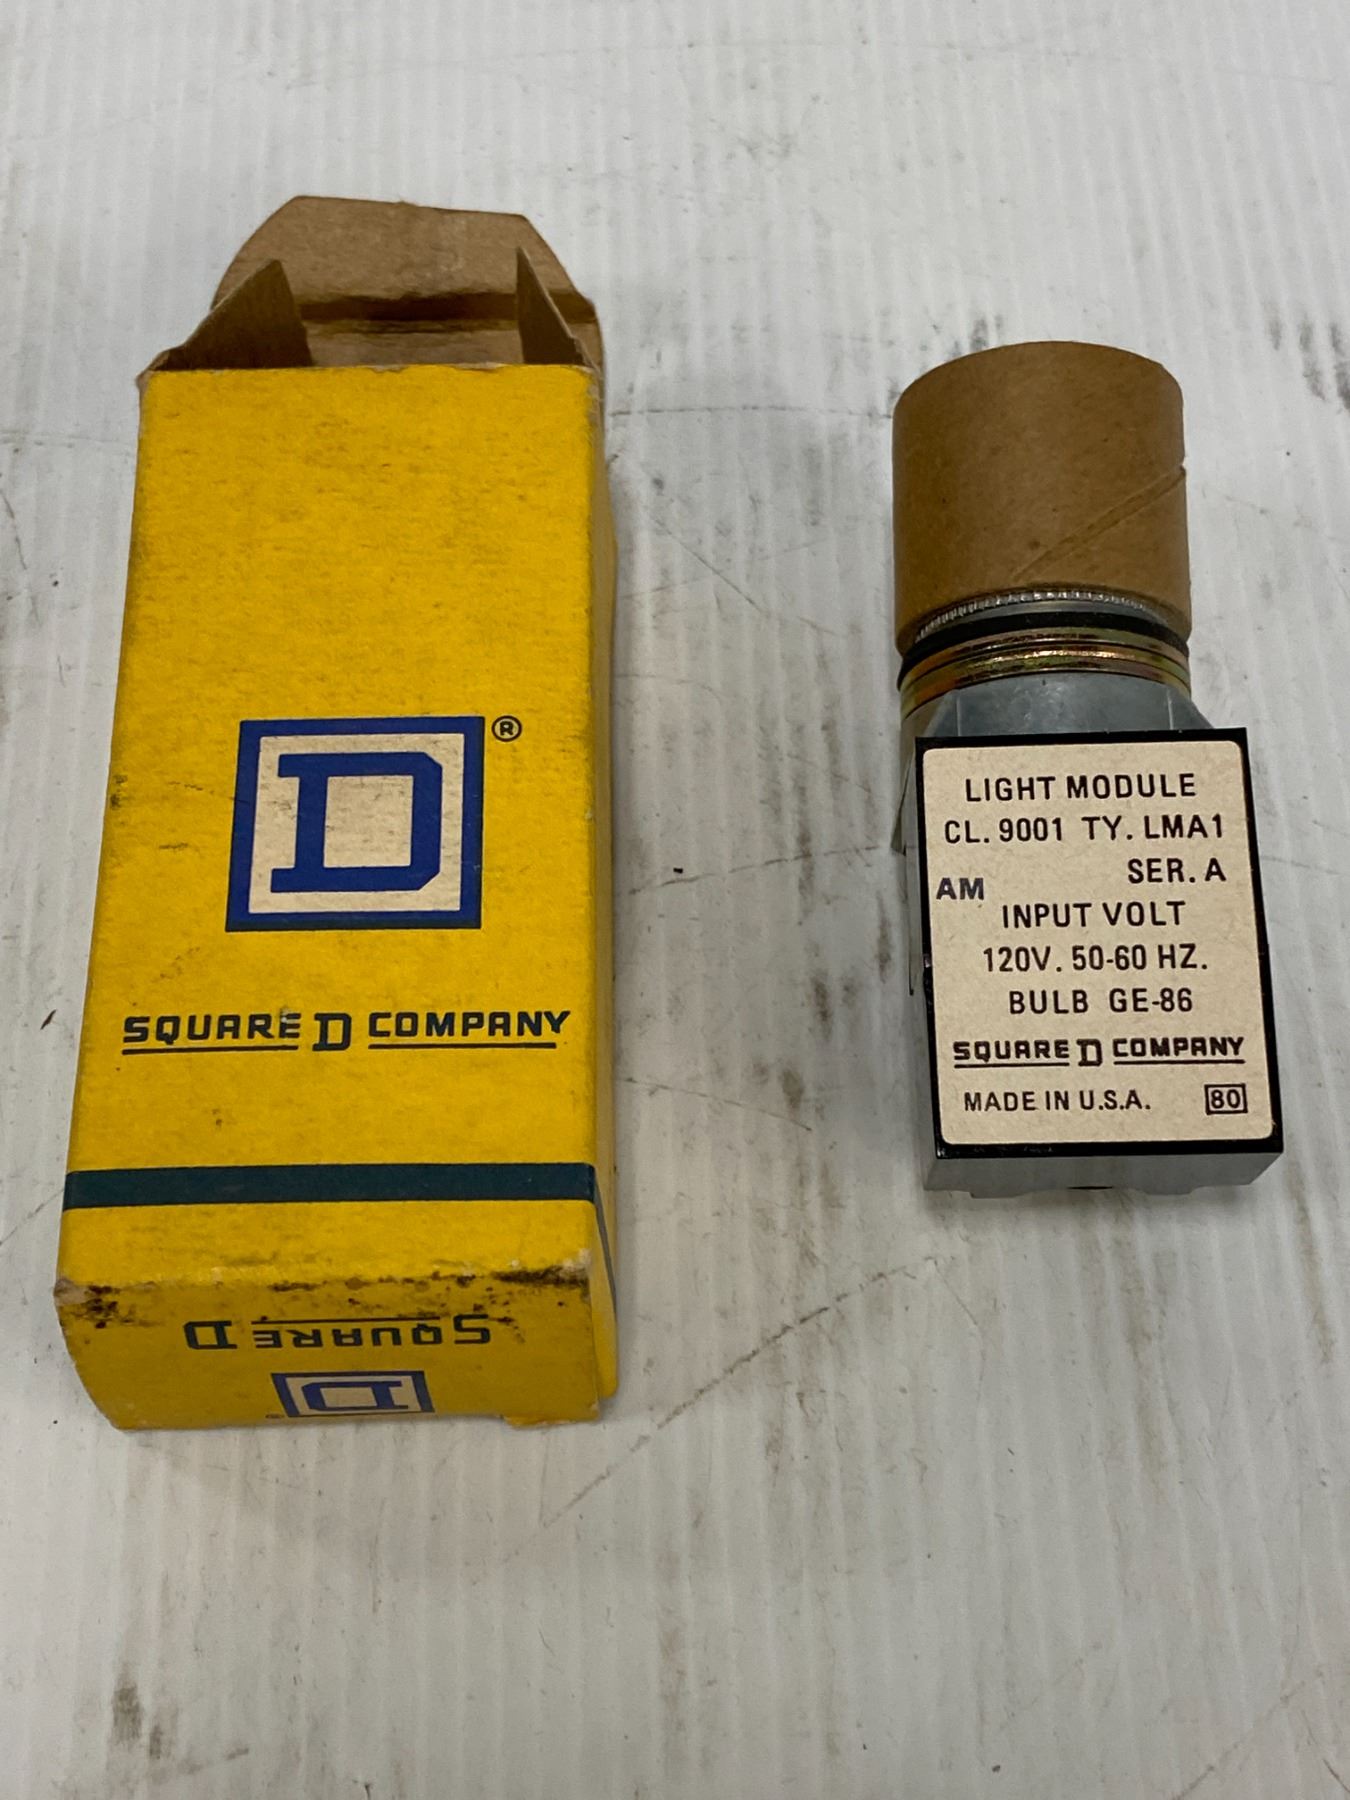 D ®
SQUARE D COMPANY
SQUARE D
D ®
LIGHT MODULE
CL. 9001 TY. LMA1
SER. A
AM
INPUT VOLT
120V. 50-60 HZ.
BULB GE-86
SQUARE D COMPANY
MADE IN U.S.A. 80